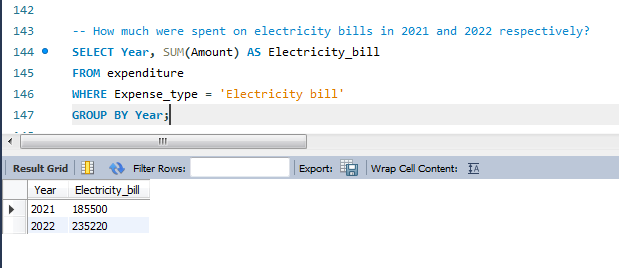 142
143 -- How much were spent on electricity bills in 2021 and 2022 respectively?
144 SELECT Year, SUM(Amount) AS Electricity_bill
145 FROM expenditure
146 WHERE Expense_type = 'Electricity bill'
147 GROUP BY Year;
Result Grid Filter Rows: Export: Wrap Cell Content: IA
Year Electricity_bill
2021 185500
2022 235220